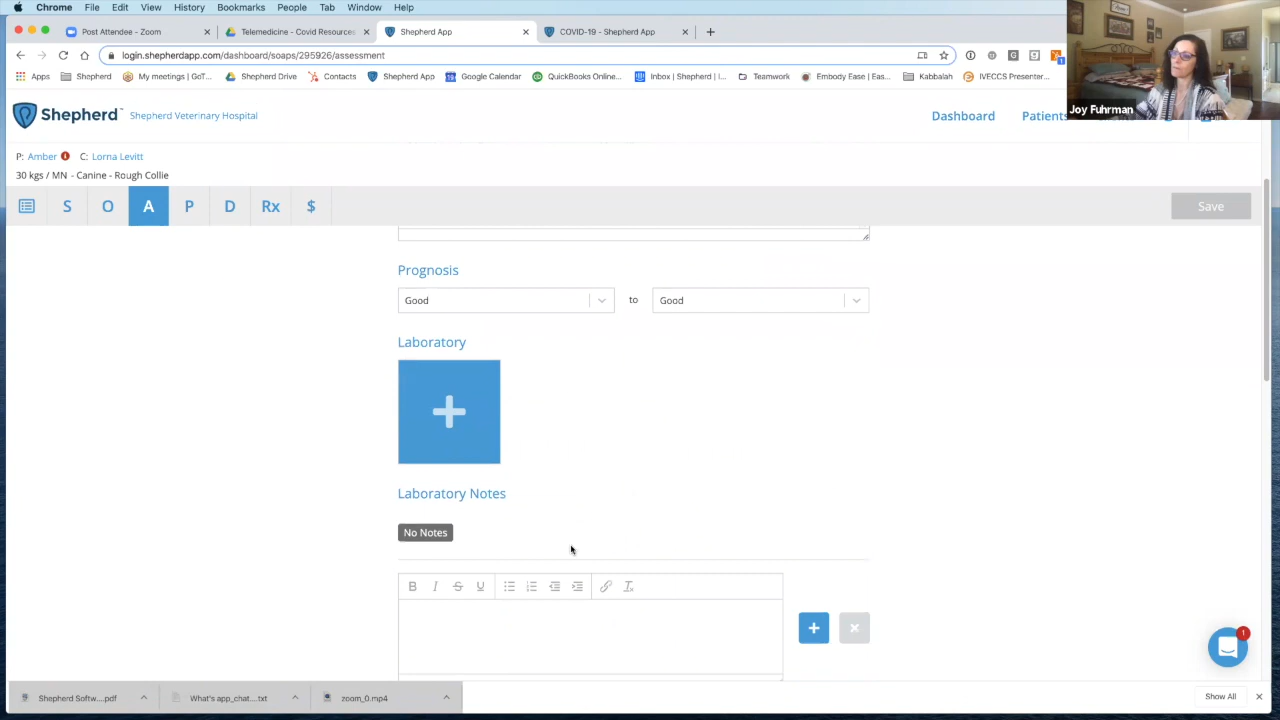 Chrome File Edit View History Bookmarks People Tab Window Help
Post Attendee - Zoom
Telemedicine - Covid Resources
Shepherd App
COVID-19 - Shepherd App
login.shepherdapp.com/dashboard/soaps/295926/assessment
Apps Shepherd My meetings | GoT... Shepherd Drive Contacts Shepherd App Google Calendar QuickBooks Online... Inbox | Shepherd | I... Teamwork Embody Ease | Eas... Kabbalah IVECCS Presenter...
Joy Fuhrman
Shepherd™ Shepherd Veterinary Hospital
Dashboard Patients
P: Amber C: Lorna Levitt
30 kgs / MN - Canine - Rough Collie
S O A P D Rx $
Save
Prognosis
Good to Good
Laboratory
Laboratory Notes
No Notes
B I S U
1
Shepherd Softw....pdf
What's app_chat....txt
zoom_0.mp4
Show All